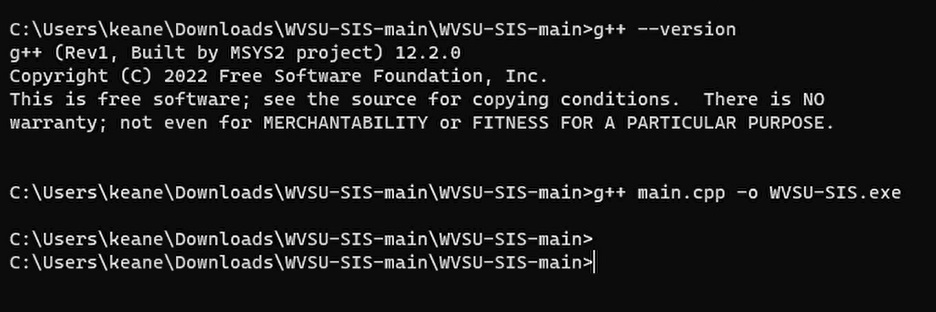 C:\Users\keane\Downloads\WVSU-SIS-main\WVSU-SIS-main>g++ --version
g++ (Rev1, Built by MSYS2 project) 12.2.0
Copyright (C) 2022 Free Software Foundation, Inc.
This is free software; see the source for copying conditions.  There is NO
warranty; not even for MERCHANTABILITY or FITNESS FOR A PARTICULAR PURPOSE.
C:\Users\keane\Downloads\WVSU-SIS-main\WVSU-SIS-main>g++ main.cpp -o WVSU-SIS.exe
C:\Users\keane\Downloads\WVSU-SIS-main\WVSU-SIS-main>
C:\Users\keane\Downloads\WVSU-SIS-main\WVSU-SIS-main>